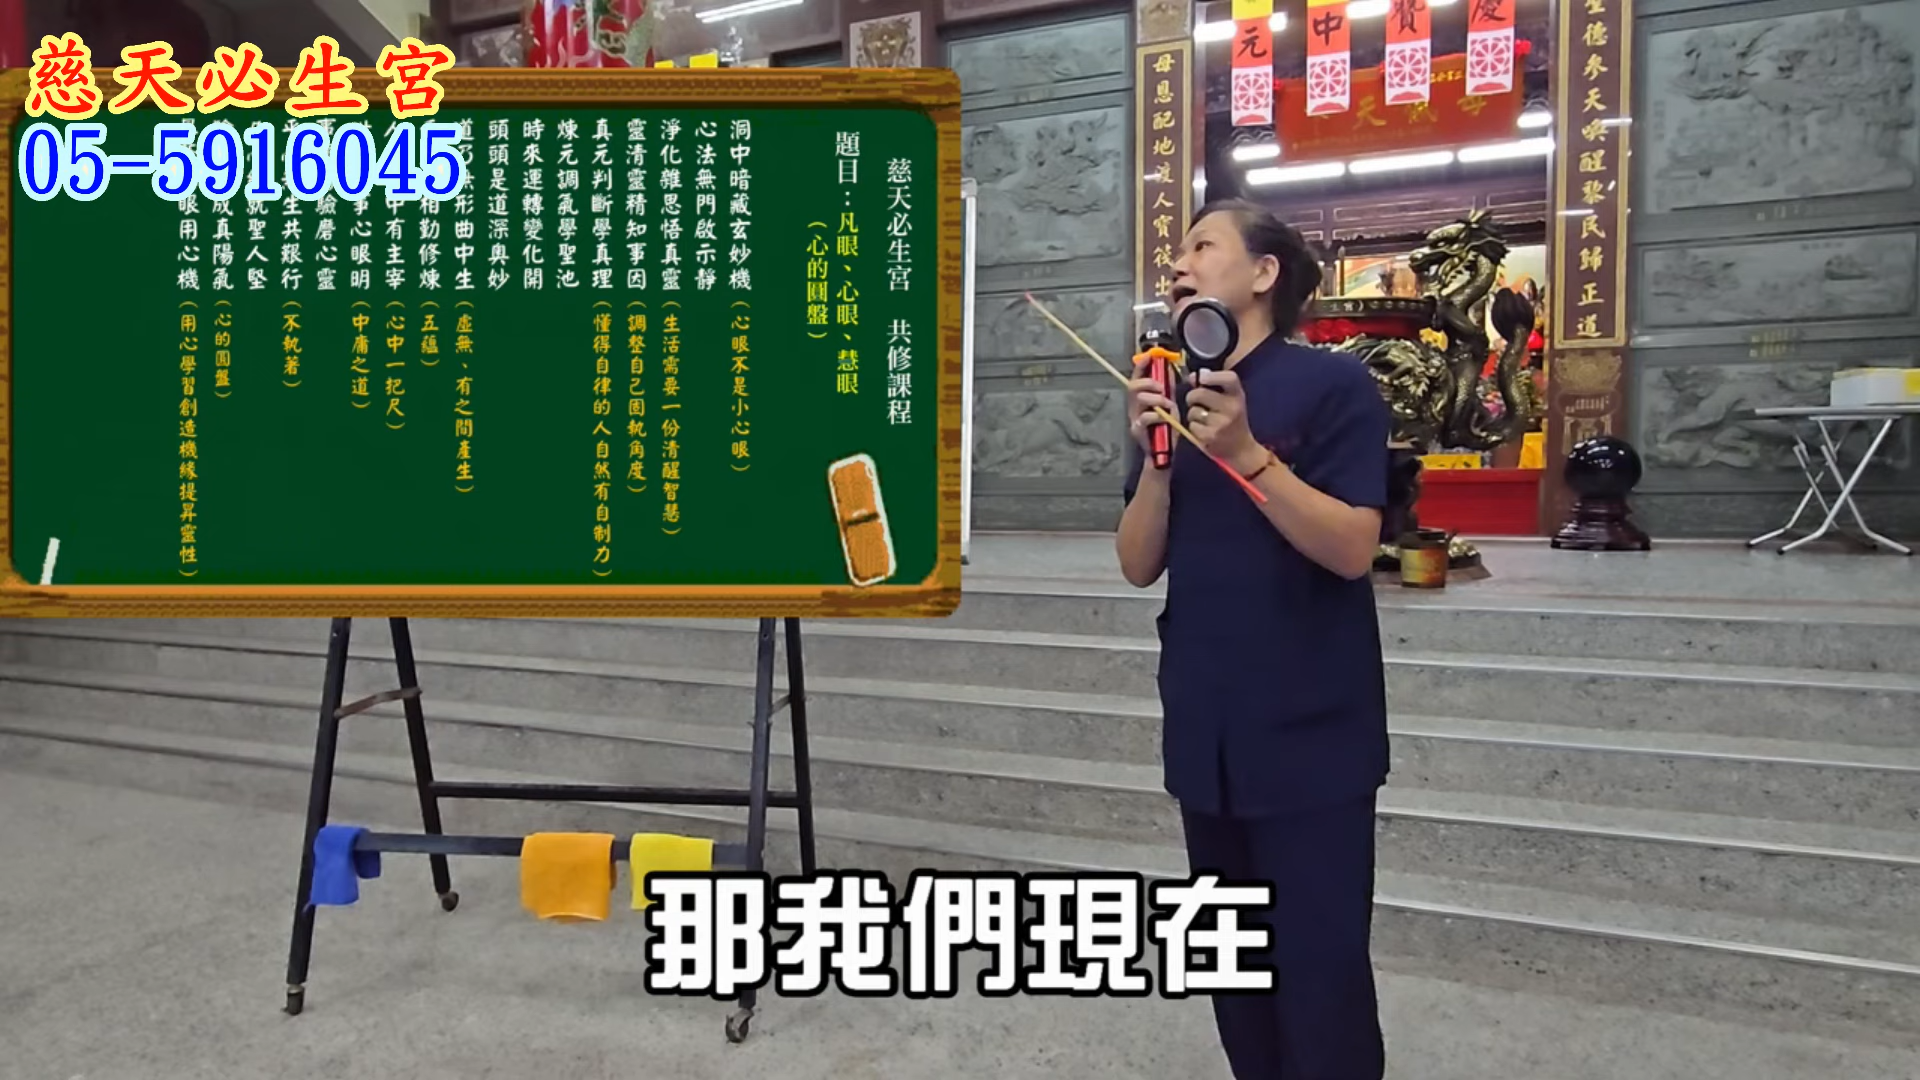 慈天必生宮
05-5916045
慈天必生宮 共修課程
題目：凡眼、心眼、慧眼
（心的圓盤）
洞中暗藏玄妙機（心眼不是小心眼）
心法無門啟示靜
淨化雜思悟真靈（生活需要一份清醒智慧）
靈清靈精知事因（調整自己固執角度）
真元判斷學真理（懂得自律的人自然有自制力）
煉元調氣學聖池
時來運轉變化開
頭頭是道深奧妙
形曲中生（虛無、有之間產生）
相勤修煉（五蘊）
中有主宰（心中一把尺）
事心眼明（中庸之道）
驗磨心靈
生共艱行（不執著）
就聖人堅
成真陽氣（心的圓盤）
眼用心機（用心學習創造機緣提昇靈性）
元
中
贊
慶
母恩配地渡人寶筏出
聖德參天喚醒黎民歸正道
那我們現在